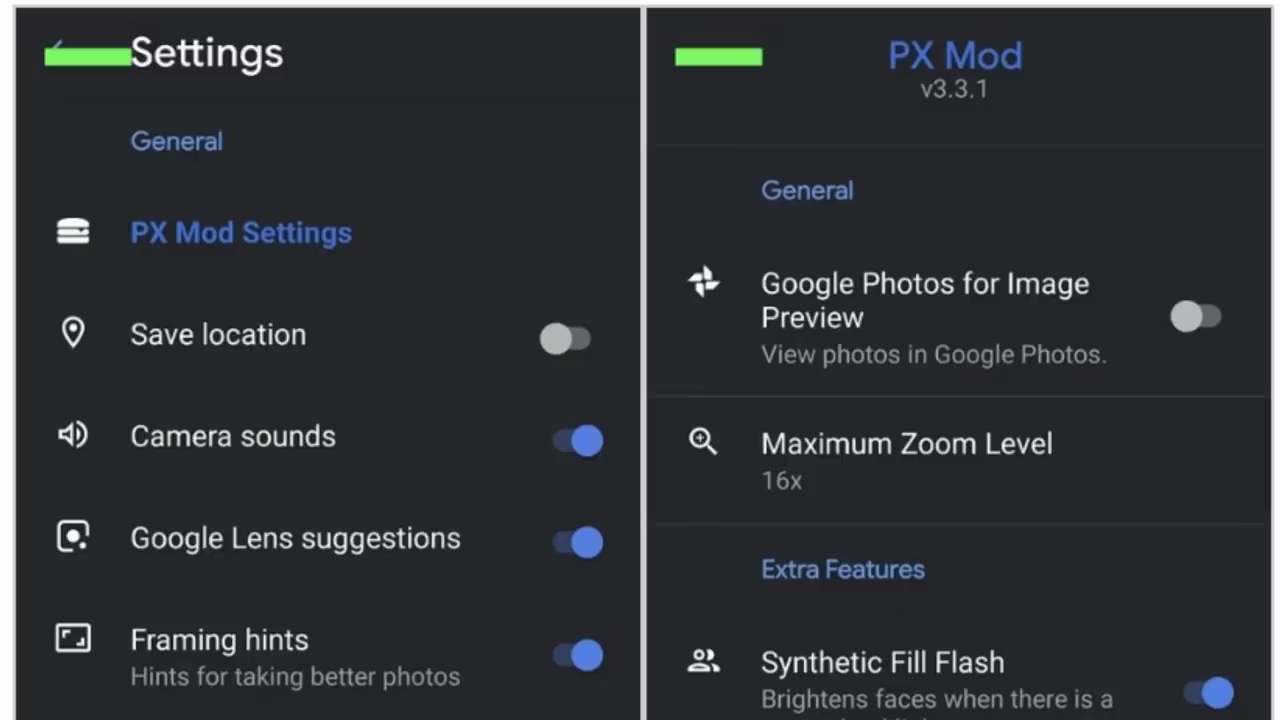 Settings
General
PX Mod Settings
Save location
Camera sounds
Google Lens suggestions
Framing hints
Hints for taking better photos
PX Mod
v3.3.1
General
Google Photos for Image
Preview
View photos in Google Photos.
Maximum Zoom Level
16x
Extra Features
Synthetic Fill Flash
Brightens faces when there is a